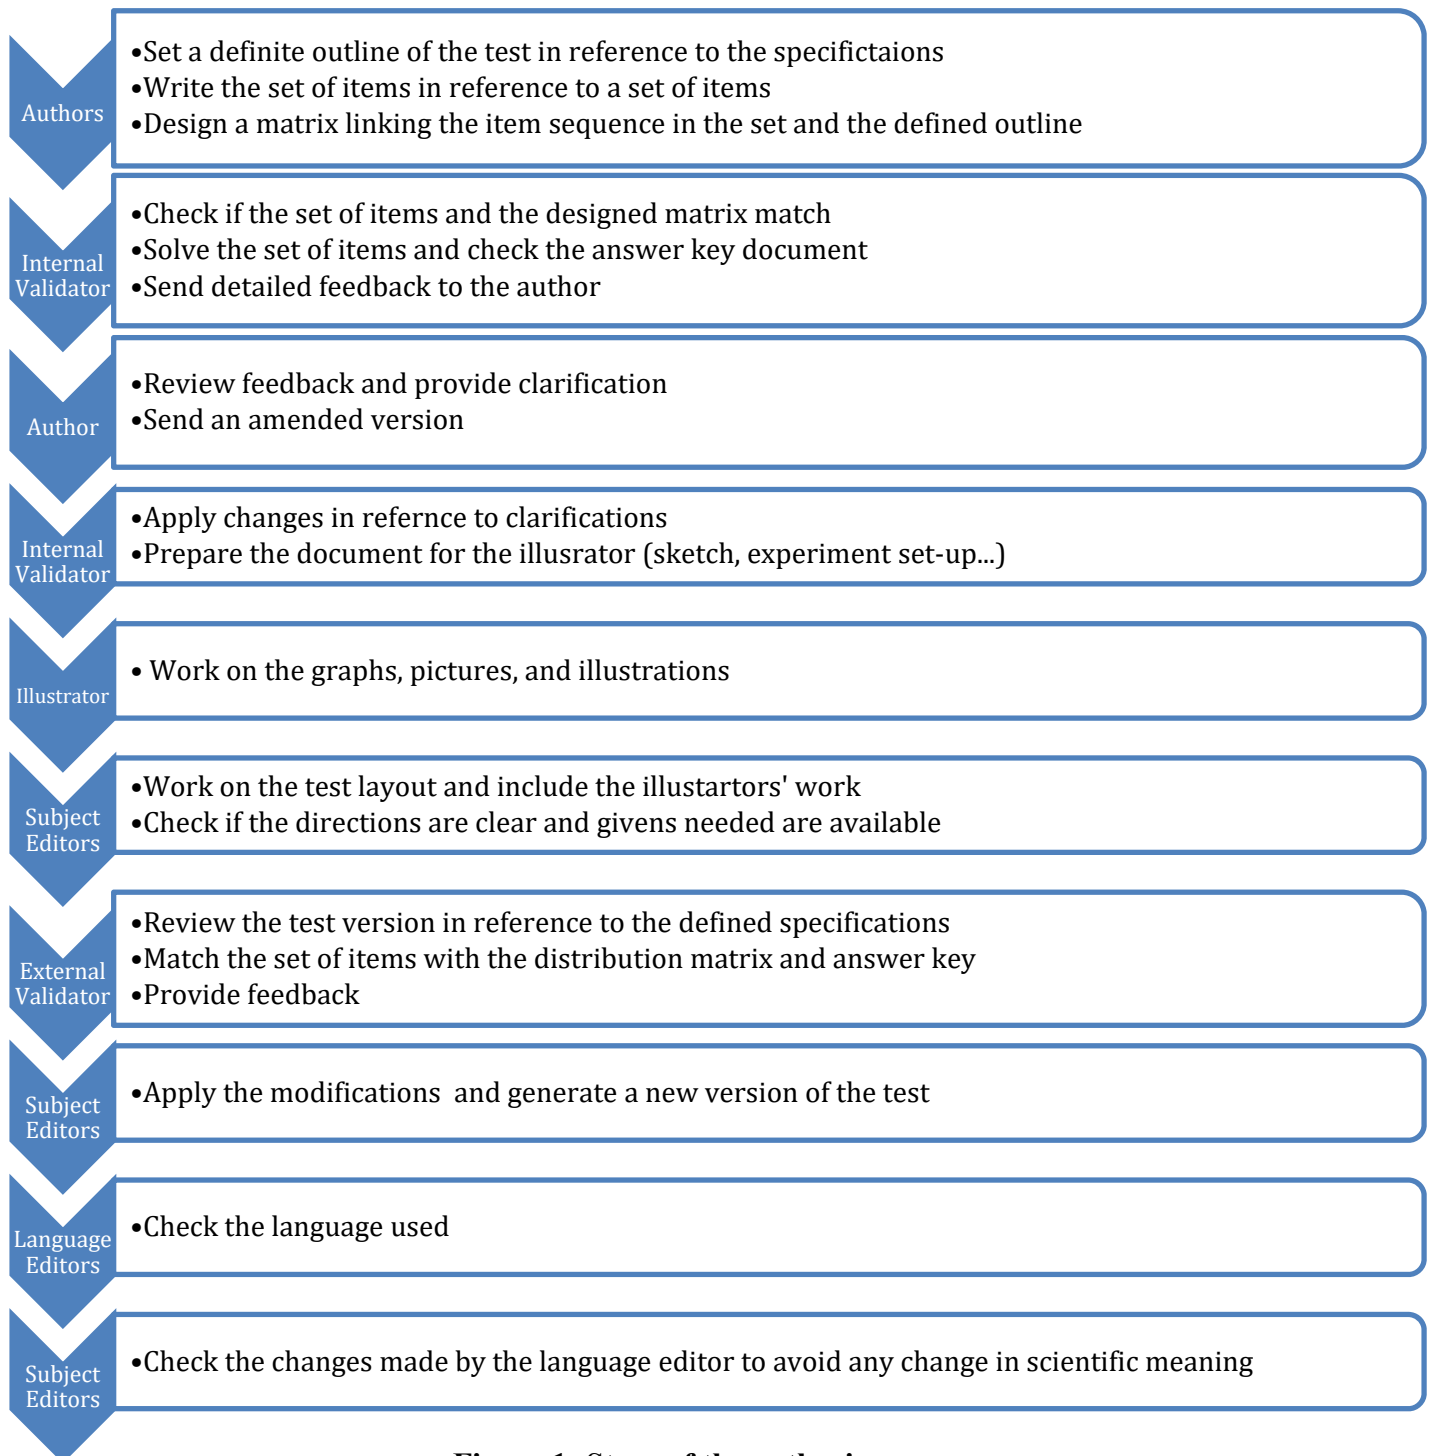 Authors
•Set a definite outline of the test in reference to the specifictaions
•Write the set of items in reference to a set of items
•Design a matrix linking the item sequence in the set and the defined outline
Internal
Validator
•Check if the set of items and the designed matrix match
•Solve the set of items and check the answer key document
•Send detailed feedback to the author
Author
•Review feedback and provide clarification
•Send an amended version
Internal
Validator
•Apply changes in refernce to clarifications
•Prepare the document for the illusrator (sketch, experiment set-up...)
Illustrator
• Work on the graphs, pictures, and illustrations
Subject
Editors
•Work on the test layout and include the illustartors' work
•Check if the directions are clear and givens needed are available
External
Validator
•Review the test version in reference to the defined specifications
•Match the set of items with the distribution matrix and answer key
•Provide feedback
Subject
Editors
•Apply the modifications  and generate a new version of the test
Language
Editors
•Check the language used
Subject
Editors
•Check the changes made by the language editor to avoid any change in scientific meaning